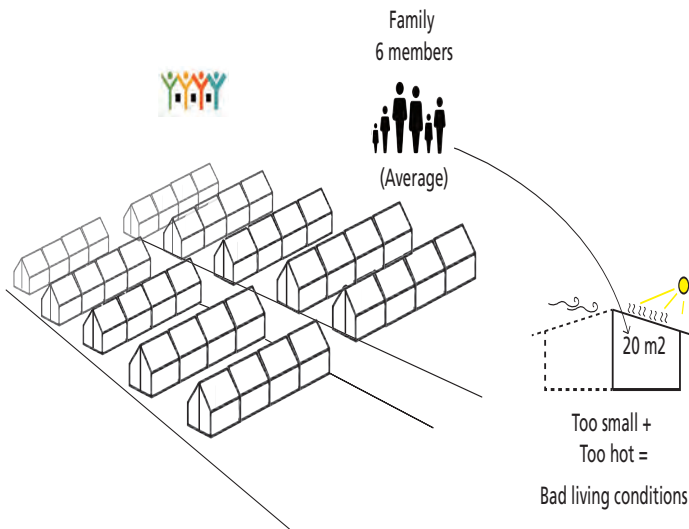 Family
6 members
(Average)
20 m2
Too small +
Too hot =
Bad living conditions